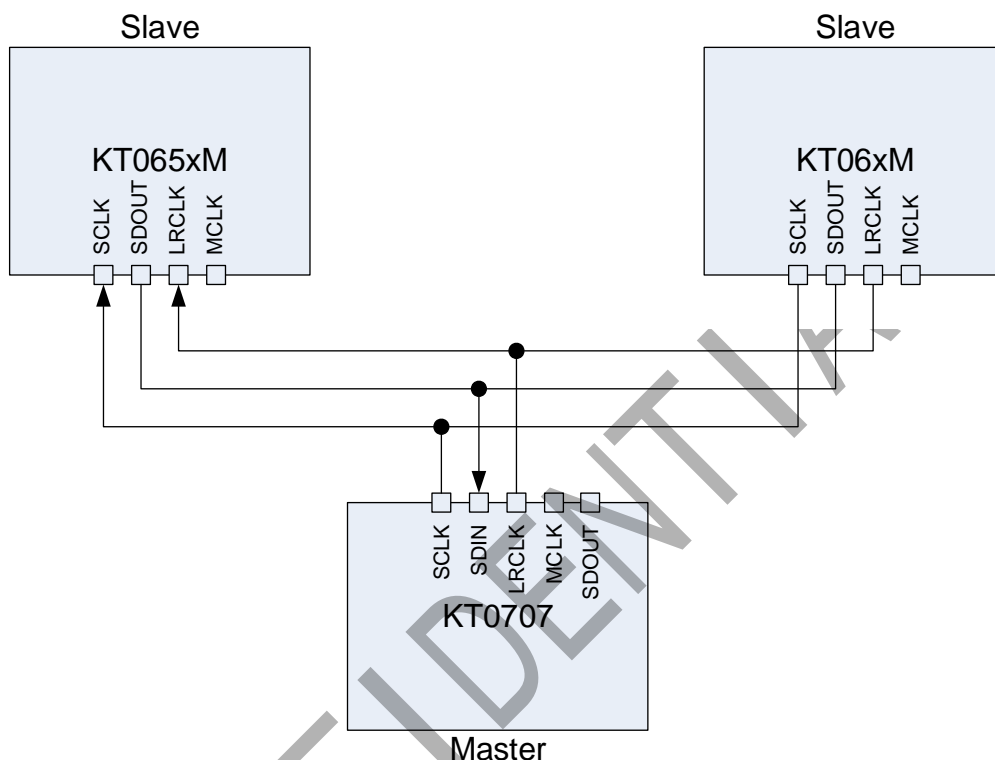 Slave
KT065xM
SCLK
SDOUT
LRCLK
MCLK
Slave
KT06xM
SCLK
SDOUT
LRCLK
MCLK
SCLK
SDIN
LRCLK
MCLK
SDOUT
KT0707
Master
IDENTIA